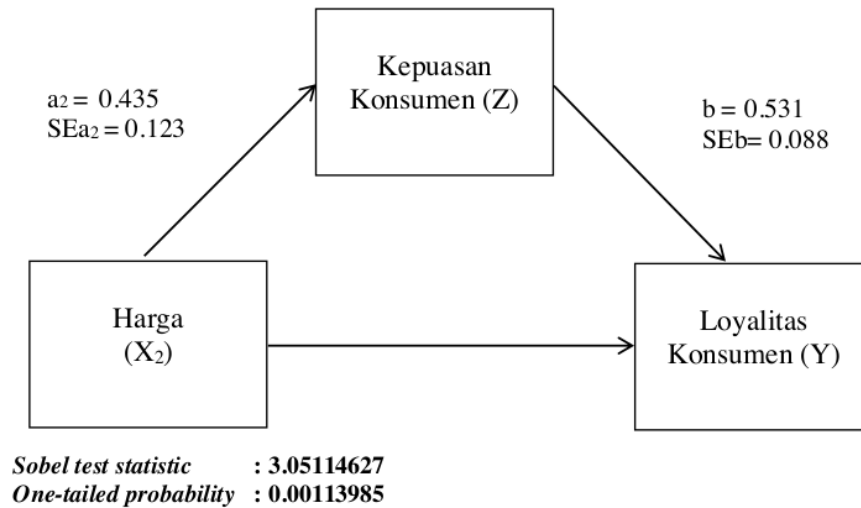 Kepuasan
Konsumen (Z)
a₂ = 0.435
SEa₂ = 0.123
b = 0.531
SEb= 0.088
Harga
(X₂)
Loyalitas
Konsumen (Y)
Sobel test statistic : 3.05114627
One-tailed probability : 0.00113985